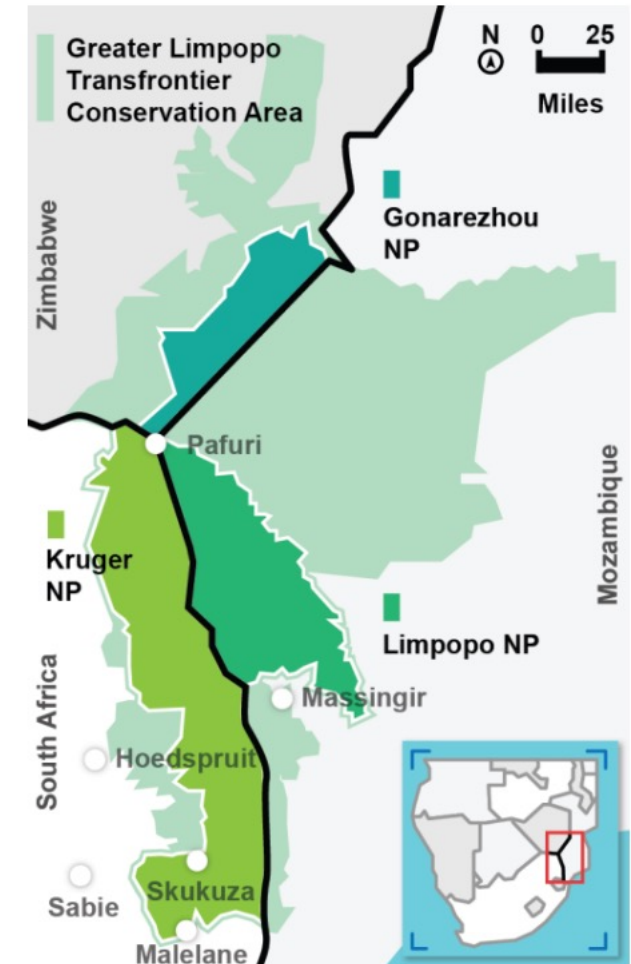 Greater Limpopo
Transfrontier
Conservation Area
N 0 25
Miles
Gonarezhou
NP
Zimbabwe
Pafuri
Mozambique
Kruger
NP
Limpopo NP
South Africa
Massingir
Hoedspruit
Skukuza
Sabie
Malelane